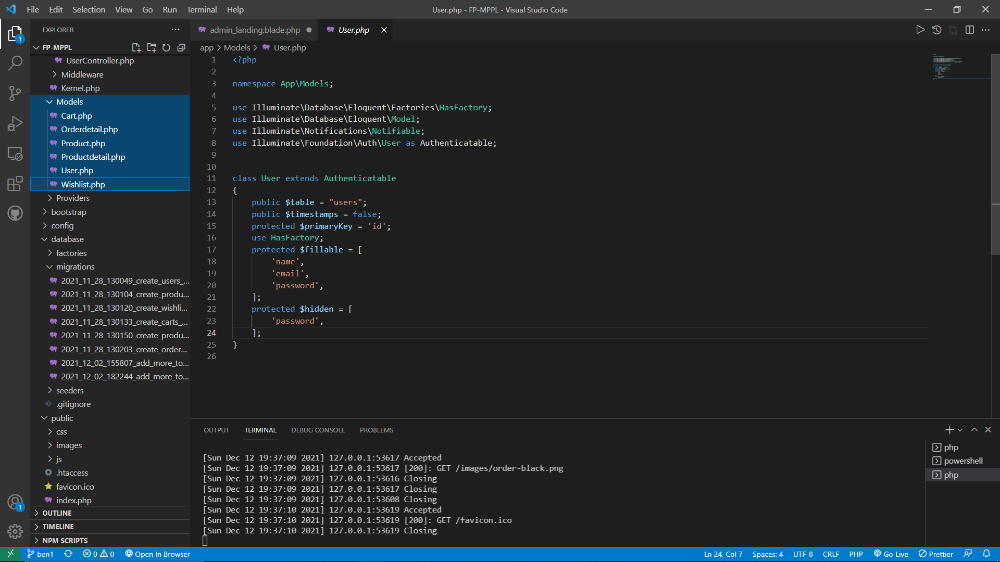 File Edit Selection View Go Run Terminal Help
User.php - FP-MPPL - Visual Studio Code
EXPLORER
FP-MPPL
UserController.php
Middleware
Kernel.php
Models
Cart.php
Orderdetail.php
Product.php
Productdetail.php
User.php
Wishlist.php
Providers
bootstrap
config
database
factories
migrations
2021_11_28_130049_create_users_...
2021_11_28_130104_create_produ...
2021_11_28_130120_create_wishli...
2021_11_28_130133_create_carts_...
2021_11_28_130150_create_produ...
2021_11_28_130203_create_order...
2021_12_02_155807_add_more_to...
2021_12_02_182244_add_more_to...
seeders
.gitignore
public
css
images
js
.htaccess
favicon.ico
index.php
OUTLINE
TIMELINE
NPM SCRIPTS
1
1
admin_landing.blade.php
User.php
app > Models > User.php
1 <?php
2
3 namespace App\Models;
4
5 use Illuminate\Database\Eloquent\Factories\HasFactory;
6 use Illuminate\Database\Eloquent\Model;
7 use Illuminate\Notifications\Notifiable;
8 use Illuminate\Foundation\Auth\User as Authenticatable;
9
10
11 class User extends Authenticatable
12 {
13 public $table = "users";
14 public $timestamps = false;
15 protected $primaryKey = 'id';
16 use HasFactory;
17 protected $fillable = [
18 'name',
19 'email',
20 'password',
21 ];
22 protected $hidden = [
23 'password',
24 ];
25 }
26
OUTPUT TERMINAL DEBUG CONSOLE PROBLEMS
[Sun Dec 12 19:37:09 2021] 127.0.0.1:53617 Accepted
[Sun Dec 12 19:37:09 2021] 127.0.0.1:53617 [200]: GET /images/order-black.png
[Sun Dec 12 19:37:09 2021] 127.0.0.1:53616 Closing
[Sun Dec 12 19:37:09 2021] 127.0.0.1:53617 Closing
[Sun Dec 12 19:37:09 2021] 127.0.0.1:53608 Closing
[Sun Dec 12 19:37:10 2021] 127.0.0.1:53619 Accepted
[Sun Dec 12 19:37:10 2021] 127.0.0.1:53619 [200]: GET /favicon.ico
[Sun Dec 12 19:37:10 2021] 127.0.0.1:53619 Closing
php
powershell
php
ben1 0 0 Open In Browser
Ln 24, Col 7 Spaces: 4 UTF-8 CRLF PHP Go Live Prettier